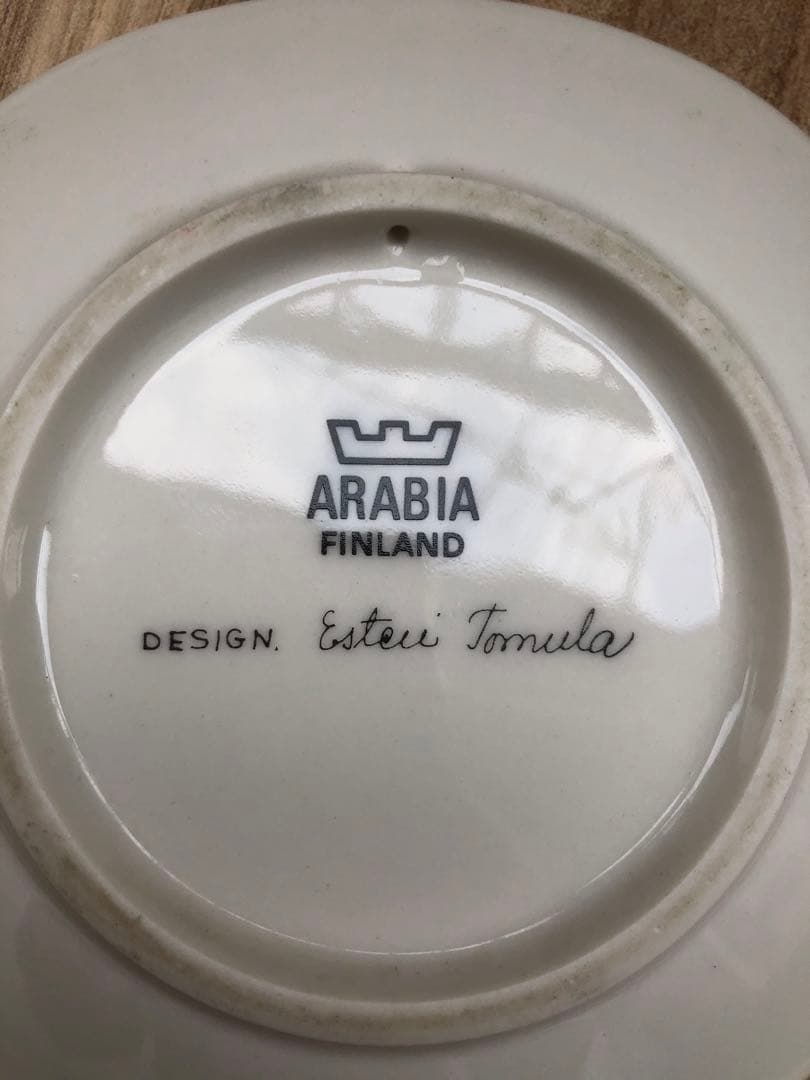 ARABIA
FINLAND
DESIGN. Esteri Tomula